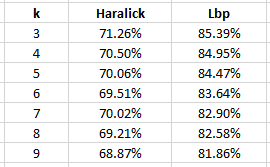 k Haralick Lbp
3 71.26% 85.39%
4 70.50% 84.95%
5 70.06% 84.47%
6 69.51% 83.64%
7 70.02% 82.90%
8 69.21% 82.58%
9 68.87% 81.86%